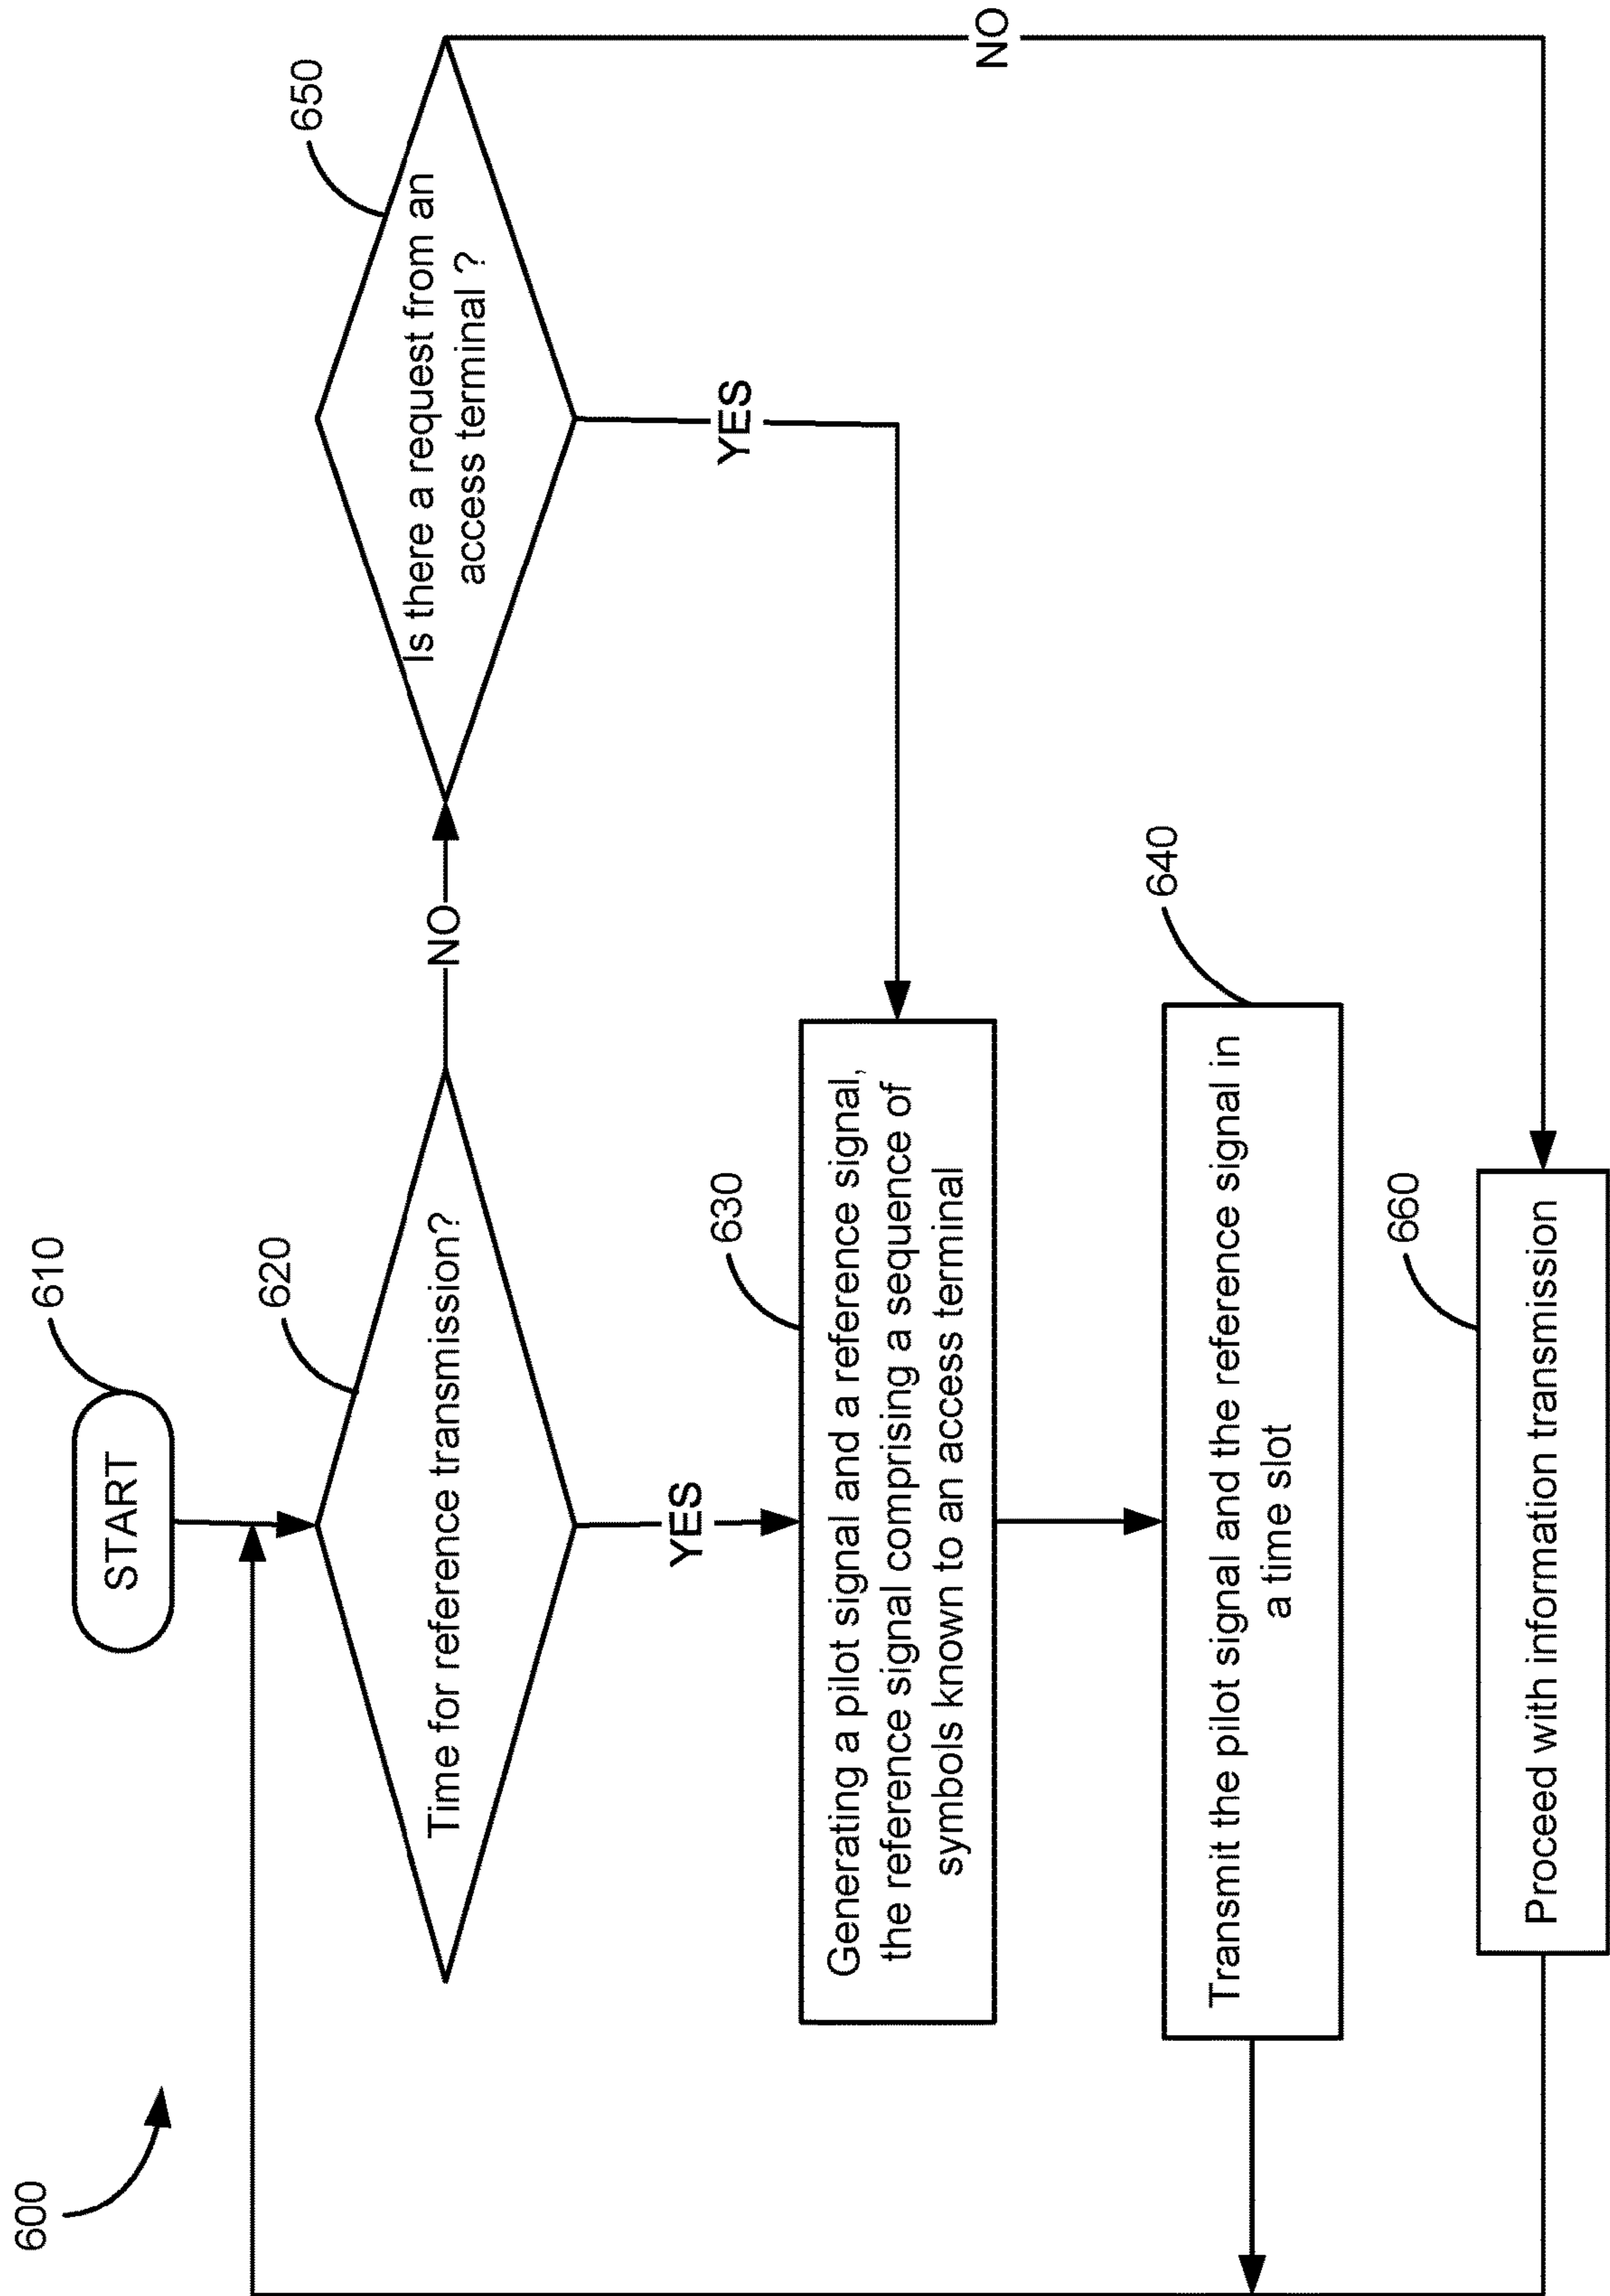 600
START
610
Time for reference transmission?
620
NO
Is there a request from an
access terminal ?
650
YES
YES
NO
Generating a pilot signal and a reference signal,
the reference signal comprising a sequence of
symbols known to an access terminal
630
Transmit the pilot signal and the reference signal in
a time slot
640
Proceed with information transmission
660